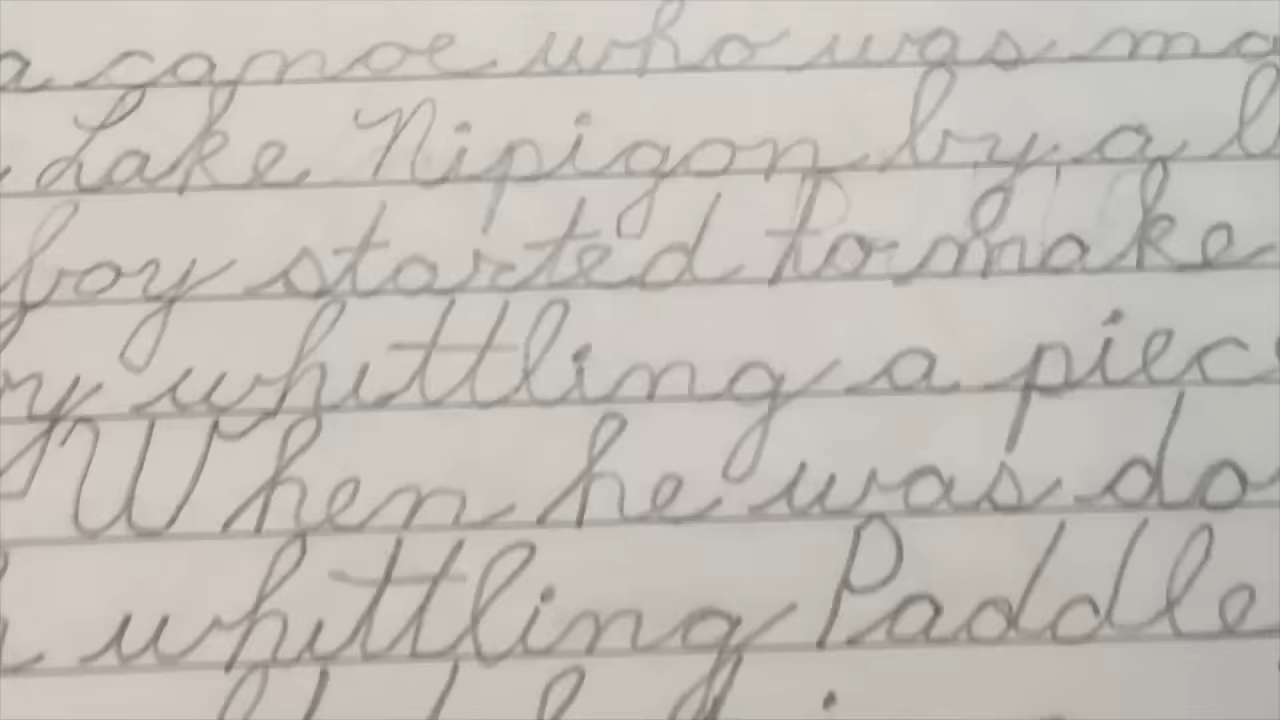 a canoe who was ma
Lake Nipigon by a l
boy started to make
by whittling a piec
When he was do
whittling Paddle